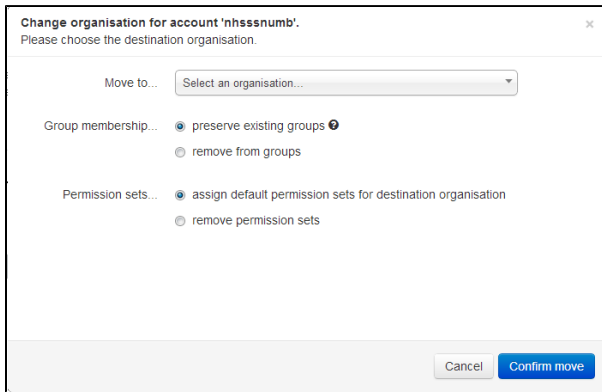 Change organisation for account 'nhsssnumb'.
Please choose the destination organisation.
Move to... Select an organisation...
Group membership... preserve existing groups
remove from groups
Permission sets... assign default permission sets for destination organisation
remove permission sets
Cancel Confirm move